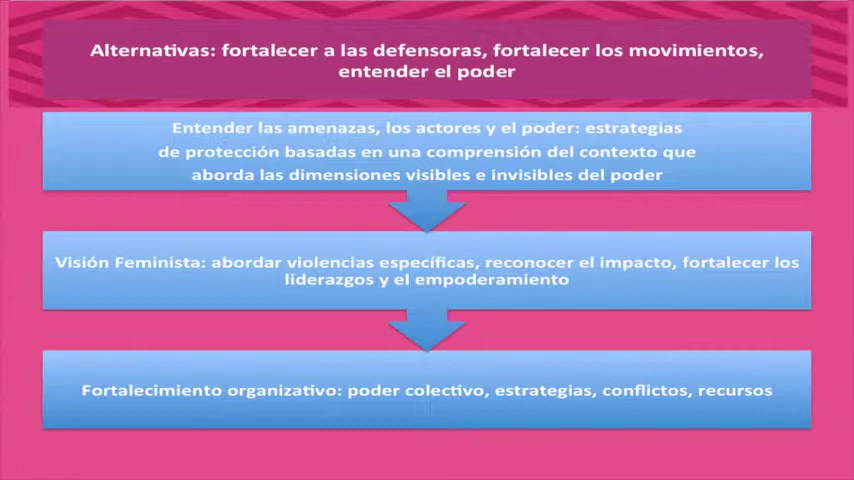 Alternativas: fortalecer a las defensoras, fortalecer los movimientos,
entender el poder
Entender las amenazas, los actores y el poder: estrategias
de protección basadas en una comprensión del contexto que
aborda las dimensiones visibles e invisibles del poder
Visión Feminista: abordar violencias específicas, reconocer el impacto, fortalecer los
liderazgos y el empoderamiento
Fortalecimiento organizativo: poder colectivo, estrategias, conflictos, recursos